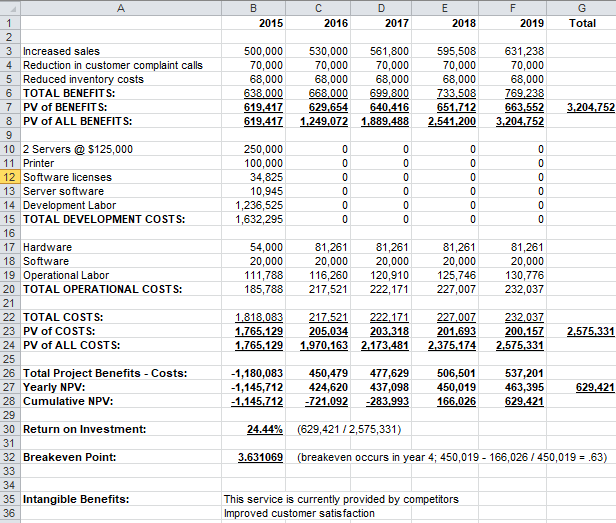 A B C D E F G
1 2015 2016 2017 2018 2019 Total
2
3 Increased sales 500,000 530,000 561,800 595,508 631,238
4 Reduction in customer complaint calls 70,000 70,000 70,000 70,000 70,000
5 Reduced inventory costs 68,000 68,000 68,000 68,000 68,000
6 TOTAL BENEFITS: 638,000 668,000 699,800 733,508 769,238
7 PV of BENEFITS: 619,417 629,654 640,416 651,712 663,552 3,204,752
8 PV of ALL BENEFITS: 619,417 1,249,072 1,889,488 2,541,200 3,204,752
9
10 2 Servers @ $125,000 250,000 0 0 0 0
11 Printer 100,000 0 0 0 0
12 Software licenses 34,825 0 0 0 0
13 Server software 10,945 0 0 0 0
14 Development Labor 1,236,525 0 0 0 0
15 TOTAL DEVELOPMENT COSTS: 1,632,295 0 0 0 0
16
17 Hardware 54,000 81,261 81,261 81,261 81,261
18 Software 20,000 20,000 20,000 20,000 20,000
19 Operational Labor 111,788 116,260 120,910 125,746 130,776
20 TOTAL OPERATIONAL COSTS: 185,788 217,521 222,171 227,007 232,037
21
22 TOTAL COSTS: 1,818,083 217,521 222,171 227,007 232,037
23 PV of COSTS: 1,765,129 205,034 203,318 201,693 200,157 2,575,331
24 PV of ALL COSTS: 1,765,129 1,970,163 2,173,481 2,375,174 2,575,331
25
26 Total Project Benefits - Costs: -1,180,083 450,479 477,629 506,501 537,201
27 Yearly NPV: -1,145,712 424,620 437,098 450,019 463,395 629,421
28 Cumulative NPV: -1,145,712 -721,092 -283,993 166,026 629,421
29
30 Return on Investment: 24.44% (629,421 / 2,575,331)
31
32 Breakeven Point: 3.631069 (breakeven occurs in year 4; 450,019 - 166,026 / 450,019 = .63)
33
34
35 Intangible Benefits: This service is currently provided by competitors
36 Improved customer satisfaction